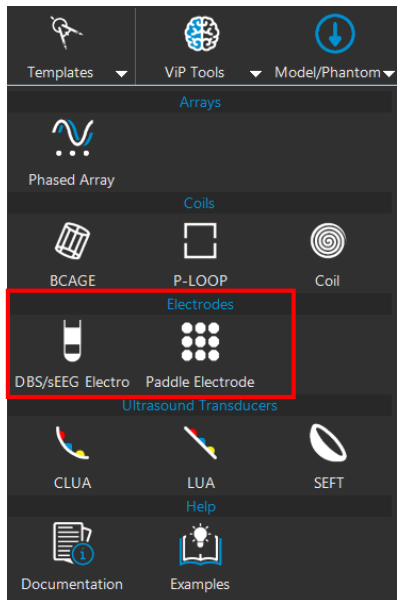 Templates ViP Tools Model/Phantom
Arrays
Phased Array
Coils
BCAGE P-LOOP Coil
Electrodes
DBS/sEEG Electro Paddle Electrode
Ultrasound Transducers
CLUA LUA SEFT
Help
Documentation Examples